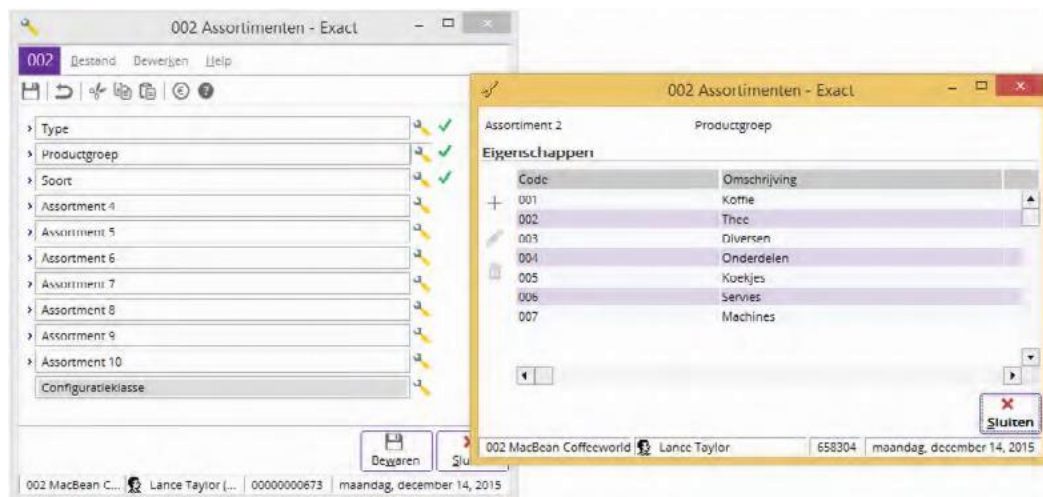 002 Assortimenten - Exact
002 Bestand Bewerken Help
Type
Productgroep
Soort
Assortment 4
Assortment 5
Assortment 6
Assortment 7
Assortment 8
Assortment 9
Assortment 10
Configuratieklasse
Bewaren
Slu
002 MacBean C... Lance Taylor (... 00000000673 maandag, december 14, 2015
002 Assortimenten - Exact
Assortiment 2 Productgroep
Eigenschappen
Code Omschrijving
001 Koffie
002 Thee
003 Diversen
004 Onderdelen
005 Koekjes
006 Servies
007 Machines
Sluiten
002 MacBean Coffeeworld Lance Taylor 658304 maandag, december 14, 2015